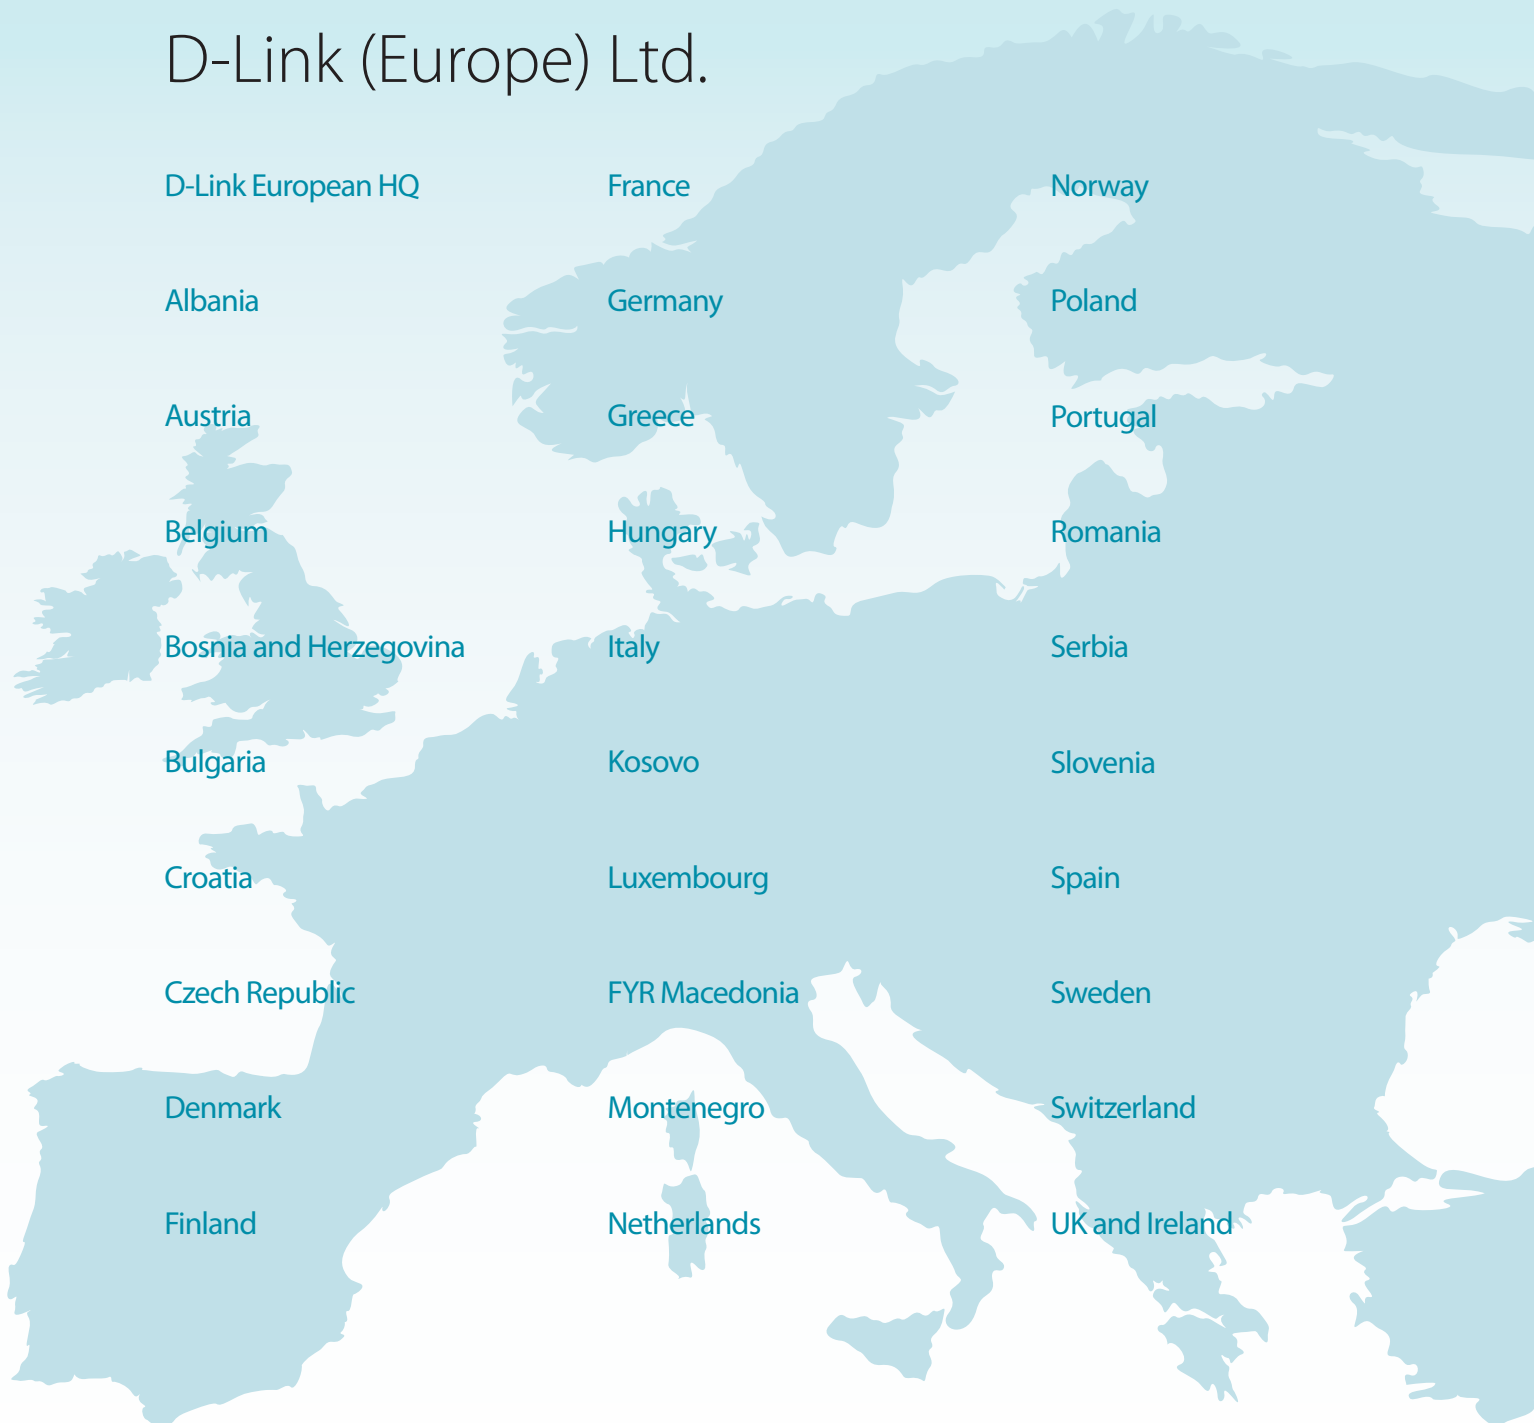 D-Link (Europe) Ltd.
D-Link European HQ
Albania
Austria
Belgium
Bosnia and Herzegovina
Bulgaria
Croatia
Czech Republic
Denmark
Finland
France
Germany
Greece
Hungary
Italy
Kosovo
Luxembourg
FYR Macedonia
Montenegro
Netherlands
Norway
Poland
Portugal
Romania
Serbia
Slovenia
Spain
Sweden
Switzerland
UK and Ireland